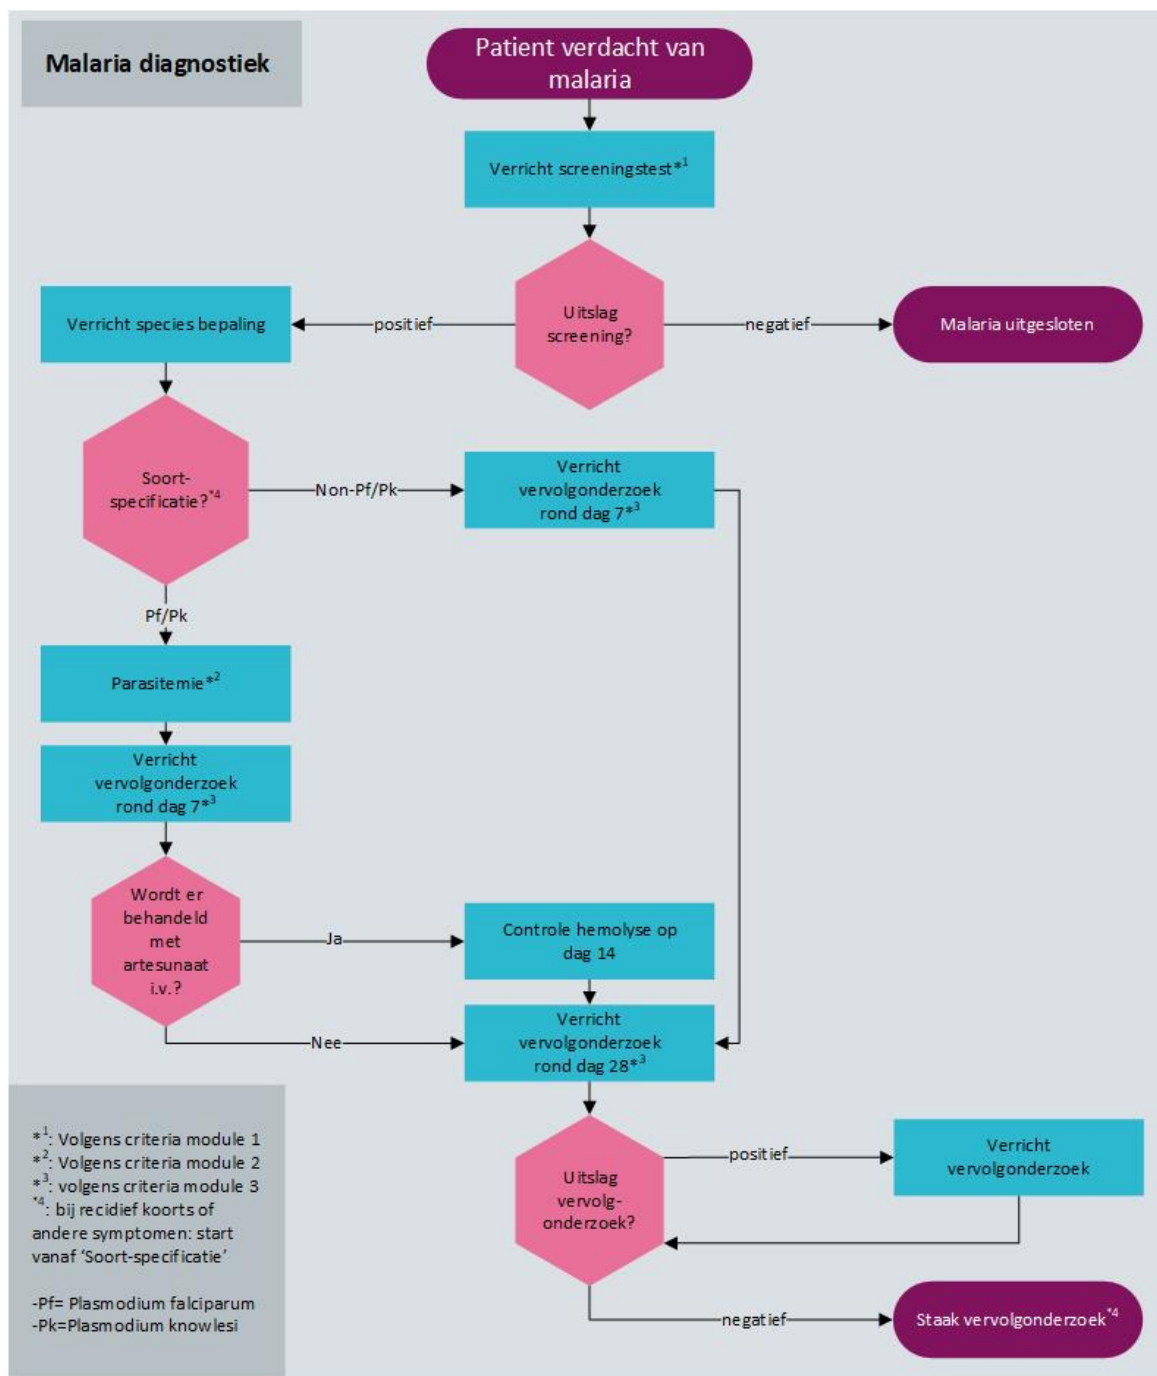 Malaria diagnostiek
Patient verdacht van
malaria
Verricht screeningstest*1
Uitslag
screening?
positief
negatief
Verricht species bepaling
Malaria uitgesloten
Soort-
specificatie?*4
Non-Pf/Pk
Verricht
vervolgonderzoek
rond dag 7*3
Pf/Pk
Parasitemie*2
Verricht
vervolgonderzoek
rond dag 7*3
Wordt er
behandeld
met
artesunaat
i.v.?
Ja
Controle hemolyse op
dag 14
Nee
Verricht
vervolgonderzoek
rond dag 28*3
Uitslag
vervolg-
onderzoek?
positief
Verricht
vervolgonderzoek
negatief
Staak vervolgonderzoek*4
*1: Volgens criteria module 1
*2: Volgens criteria module 2
*3: volgens criteria module 3
*4: bij recidief koorts of
andere symptomen: start
vanaf ‘Soort-specificatie’
-Pf= Plasmodium falciparum
-Pk=Plasmodium knowlesi